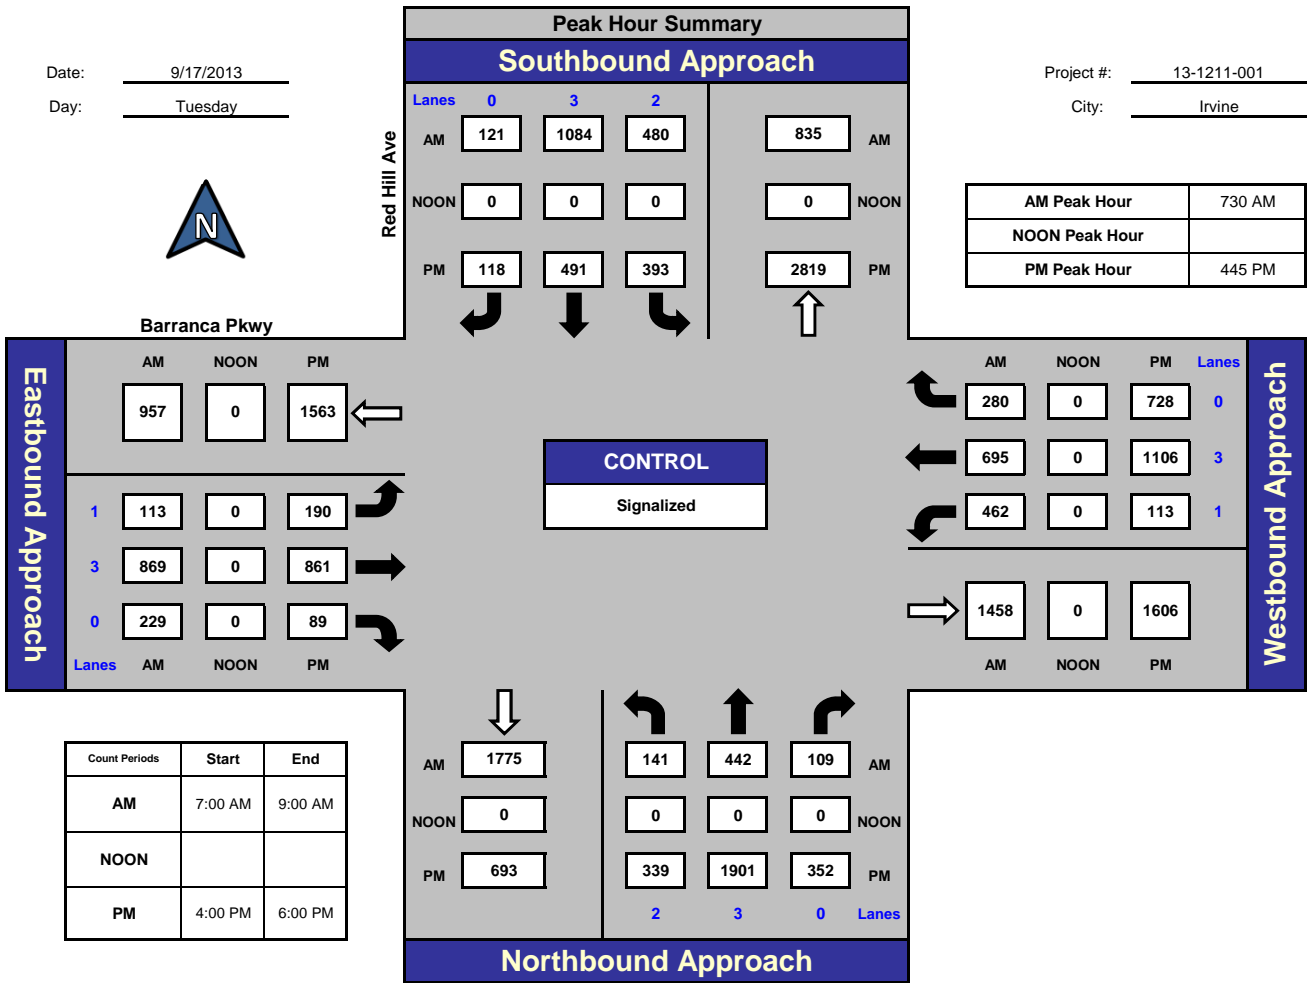 Peak Hour Summary
Southbound Approach
Date: 9/17/2013
Day: Tuesday
Project #: 13-1211-001
City: Irvine
N
Red Hill Ave
Lanes 0 3 2
AM 121 1084 480 835 AM
NOON 0 0 0 0 NOON
PM 118 491 393 2819 PM
AM Peak Hour 730 AM
NOON Peak Hour
PM Peak Hour 445 PM
Barranca Pkwy
Eastbound Approach
AM NOON PM
957 0 1563
1 113 0 190
3 869 0 861
0 229 0 89
Lanes AM NOON PM
CONTROL
Signalized
AM NOON PM Lanes
280 0 728 0
695 0 1106 3
462 0 113 1
1458 0 1606
AM NOON PM
Westbound Approach
Count Periods Start End
AM 7:00 AM 9:00 AM
NOON
PM 4:00 PM 6:00 PM
AM 1775 141 442 109 AM
NOON 0 0 0 0 NOON
PM 693 339 1901 352 PM
2 3 0 Lanes
Northbound Approach